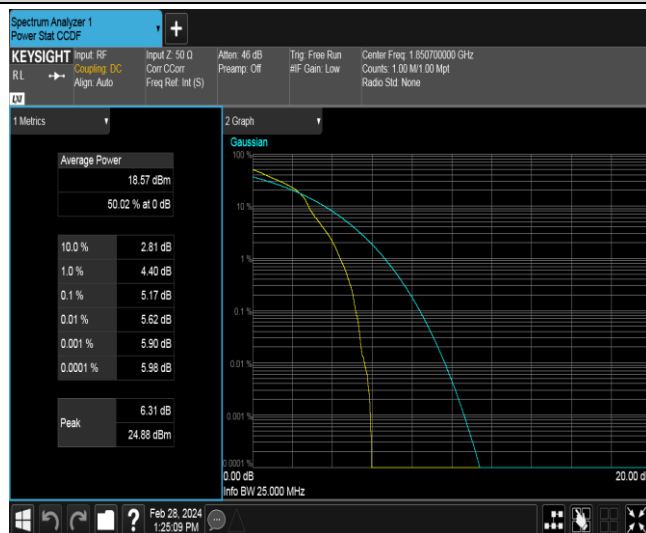 Spectrum Analyzer 1
Power Stat CCDF
+
KEYSIGHT
RL
LXI
Input: RF
Coupling: DC
Align: Auto
Input Z: 50 Ω
Corr CCorr
Freq Ref: Int (S)
Atten: 46 dB
Preamp: Off
Trig: Free Run
#IF Gain: Low
Center Freq: 1.850700000 GHz
Counts: 1.00 M/1.00 Mpt
Radio Std: None
1 Metrics
Average Power
18.57 dBm
50.02 % at 0 dB
10.0 % 2.81 dB
1.0 % 4.40 dB
0.1 % 5.17 dB
0.01 % 5.62 dB
0.001 % 5.90 dB
0.0001 % 5.98 dB
Peak
6.31 dB
24.88 dBm
2 Graph
Gaussian
100 %
10 %
1 %
0.1 %
0.01 %
0.001 %
0.0001 %
0.00 dB
20.00 d
Info BW 25.000 MHz
?
Feb 28, 2024
1:25:09 PM